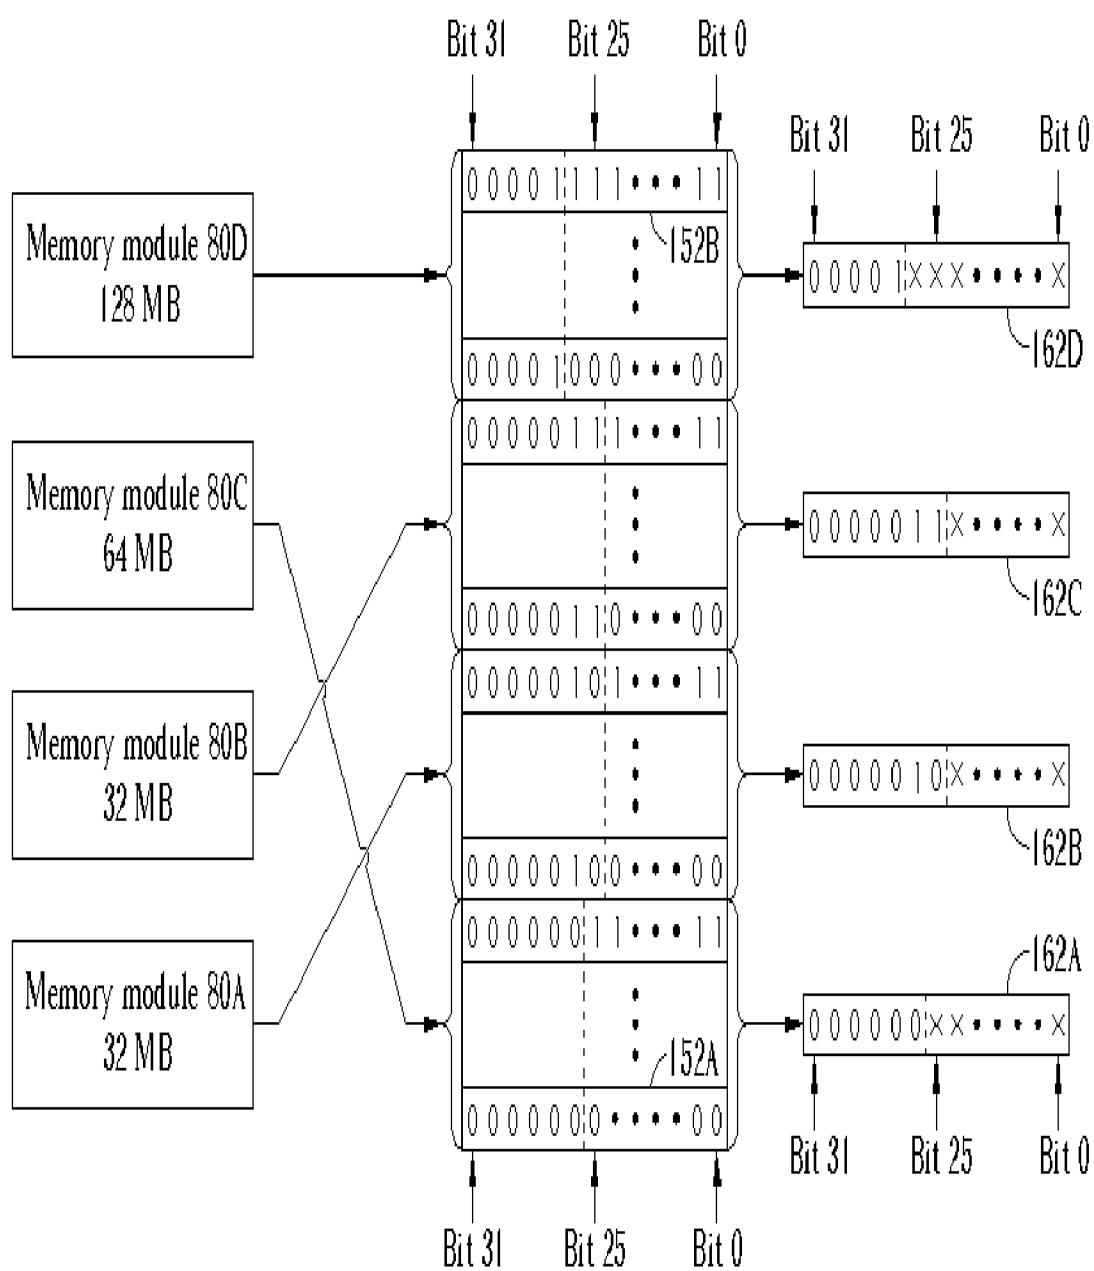 Bit 31 Bit 25 Bit 0
Bit 31 Bit 25 Bit 0
0 0 0 0 1 1 1 1 • • • 1 1
152B
Memory module 80D
128 MB
0 0 0 0 1 X X X • • • • X
162D
0 0 0 0 1 0 0 0 • • • 0 0
0 0 0 0 0 1 1 1 • • • 1 1
Memory module 80C
64 MB
0 0 0 0 0 1 1 X • • • • X
162C
0 0 0 0 0 1 1 0 • • • 0 0
0 0 0 0 0 1 0 1 • • • 1 1
Memory module 80B
32 MB
0 0 0 0 0 1 0 X • • • • X
162B
0 0 0 0 0 1 0 0 • • • 0 0
0 0 0 0 0 0 1 1 • • • 1 1
162A
Memory module 80A
32 MB
0 0 0 0 0 0 X X • • • • X
152A
0 0 0 0 0 0 0 • • • • 0 0
Bit 31 Bit 25 Bit 0
Bit 31 Bit 25 Bit 0